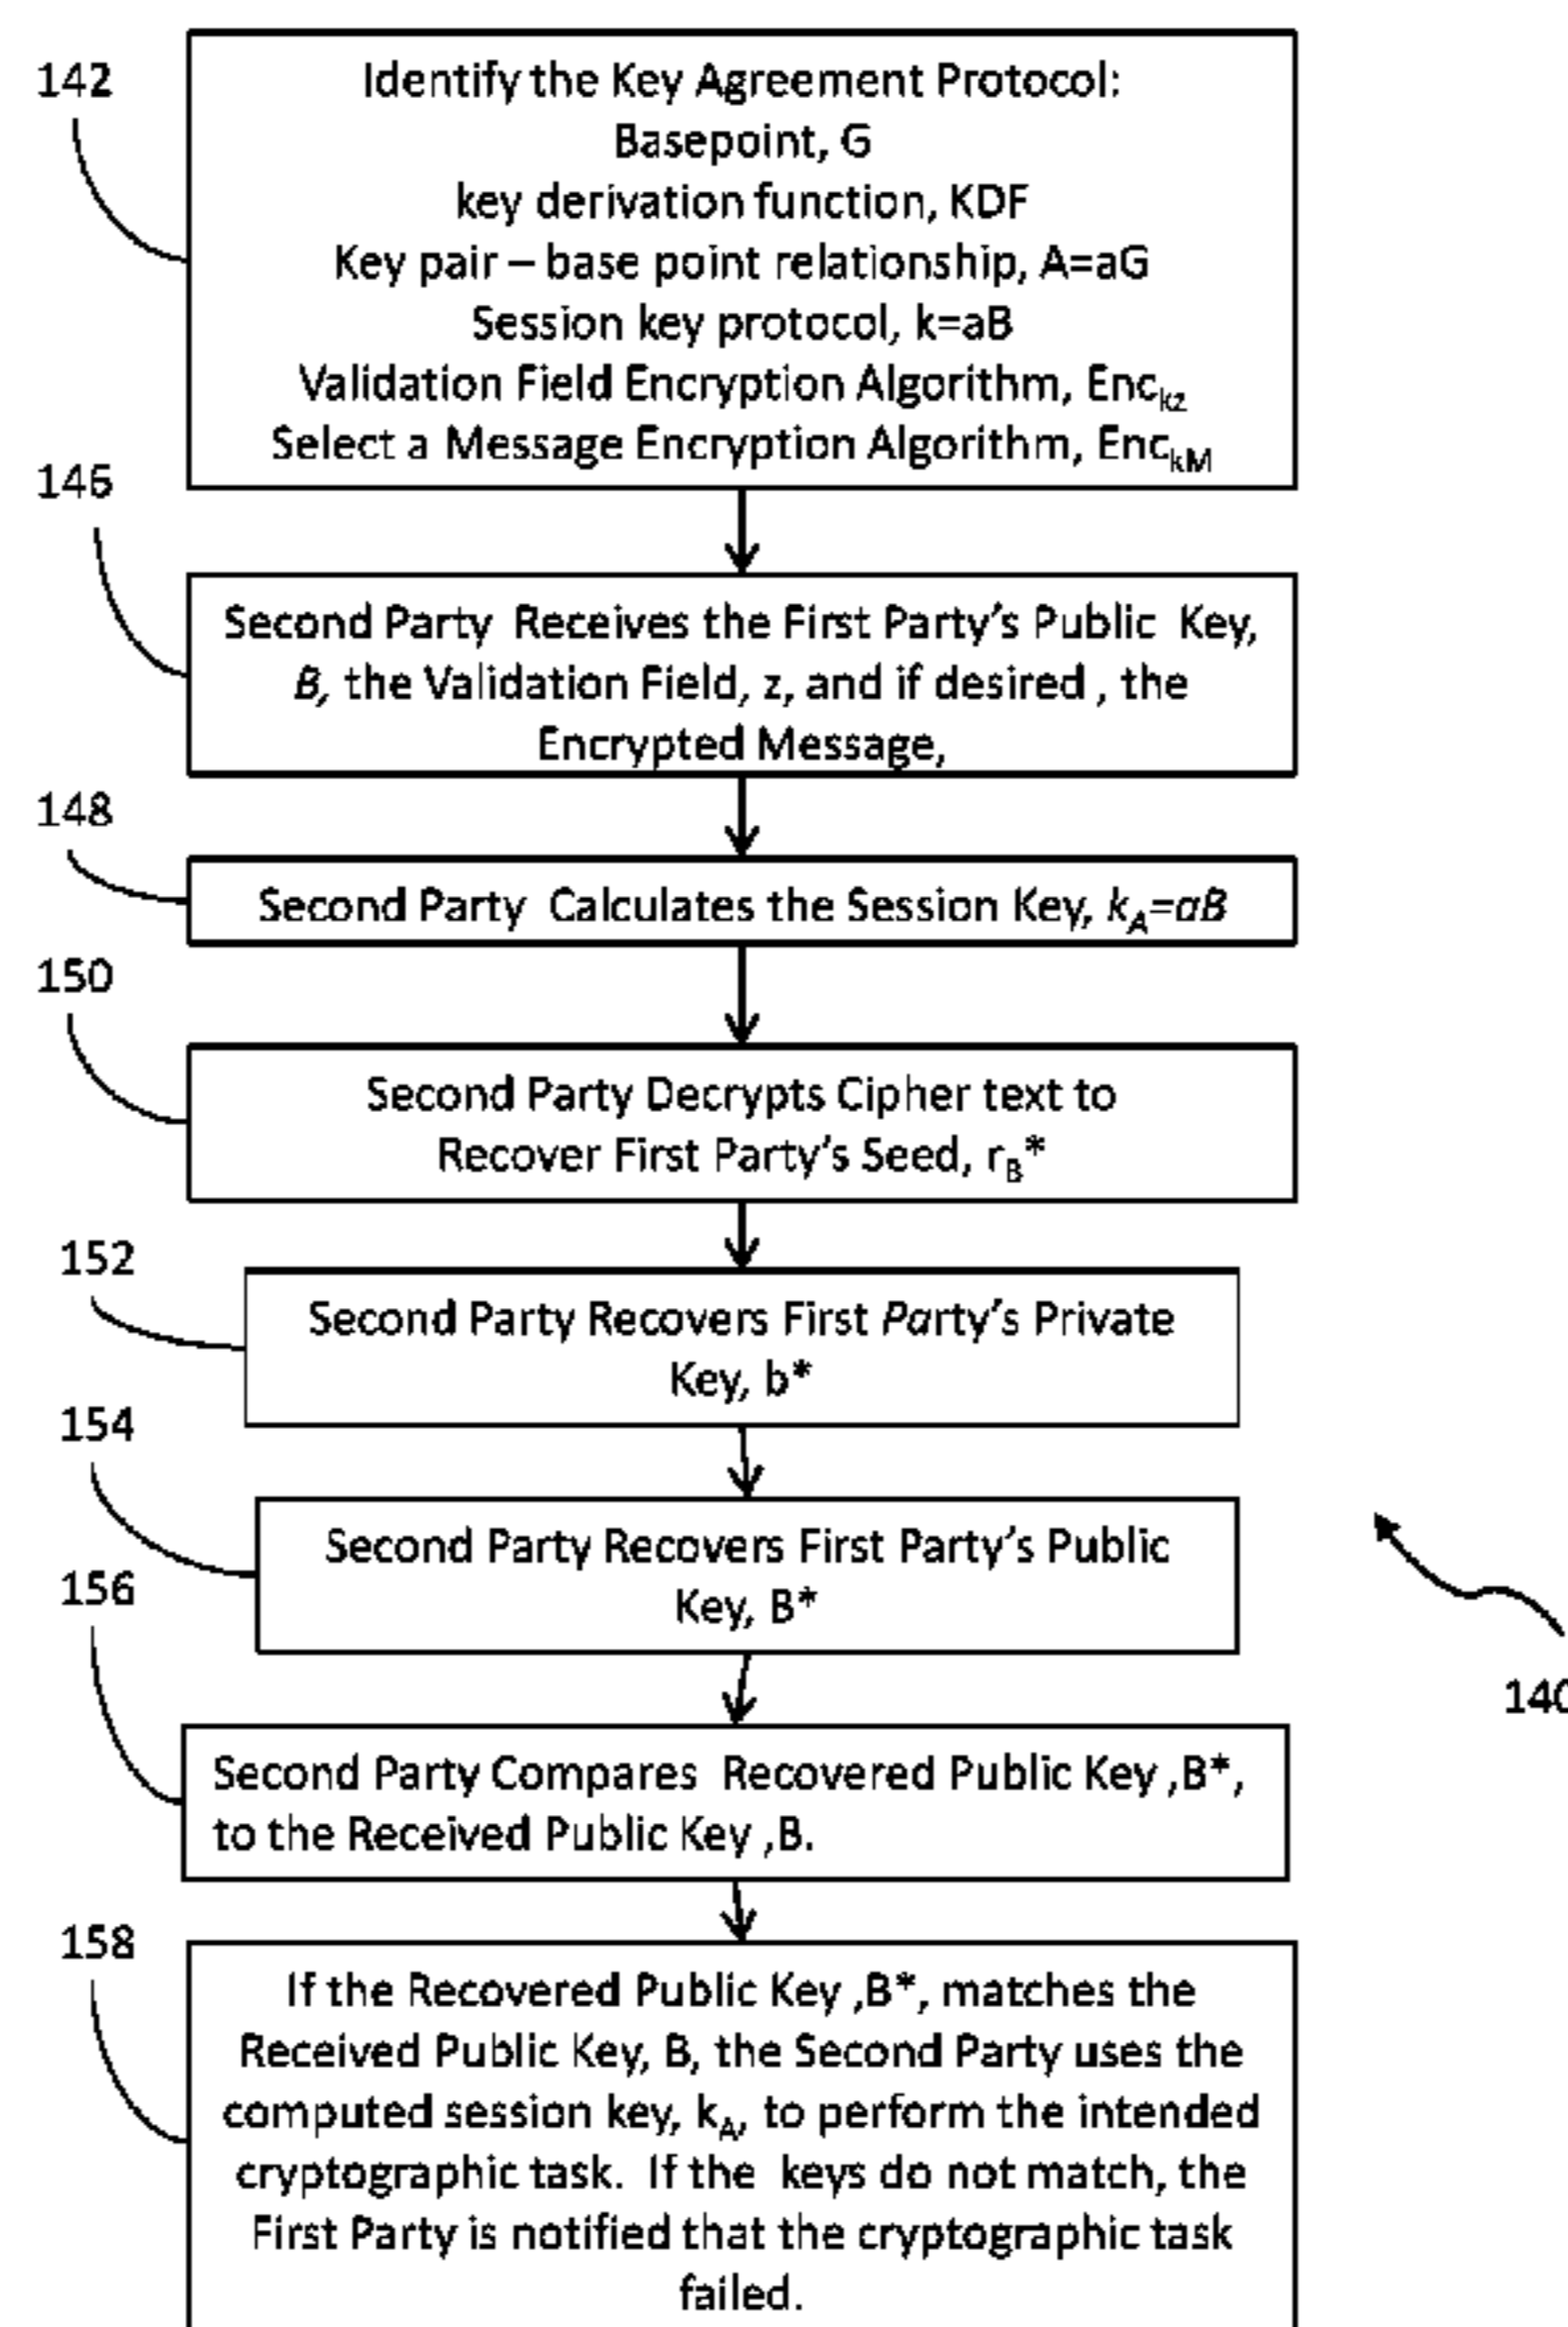 142
Identify the Key Agreement Protocol:
Basepoint, G
key derivation function, KDF
Key pair – base point relationship, A=aG
Session key protocol, k=aB
Validation Field Encryption Algorithm, Enckz
Select a Message Encryption Algorithm, EnckM
146
Second Party Receives the First Party's Public Key,
B, the Validation Field, z, and if desired , the
Encrypted Message,
148
Second Party Calculates the Session Key, kA=aB
150
Second Party Decrypts Cipher text to
Recover First Party's Seed, rB*
152
Second Party Recovers First Party's Private
Key, b*
154
Second Party Recovers First Party's Public
Key, B*
156
140
Second Party Compares Recovered Public Key ,B*,
to the Received Public Key ,B.
158
If the Recovered Public Key ,B*, matches the
Received Public Key, B, the Second Party uses the
computed session key, kA, to perform the intended
cryptographic task. If the keys do not match, the
First Party is notified that the cryptographic task
failed.